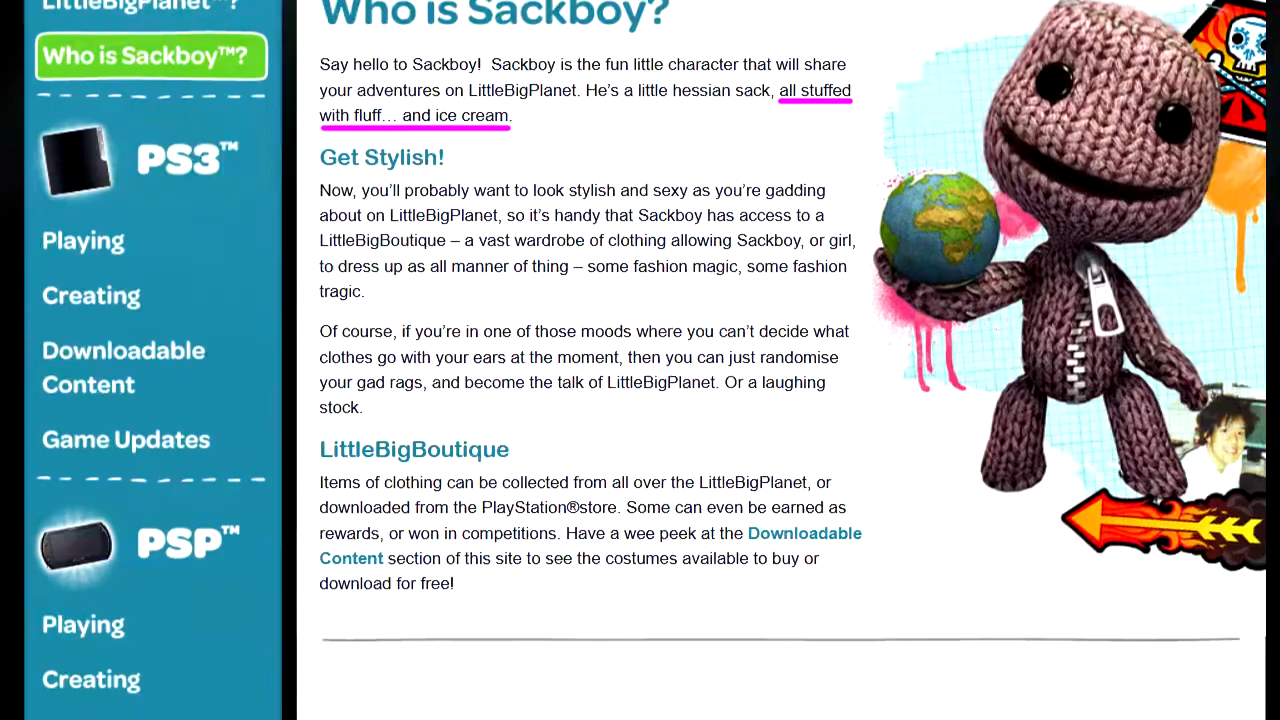 LittleBigPlanet™?
Who is Sackboy™?
PS3™
Playing
Creating
Downloadable
Content
Game Updates
PSP™
Playing
Creating
Who is Sackboy?
Say hello to Sackboy!  Sackboy is the fun little character that will share
your adventures on LittleBigPlanet. He’s a little hessian sack, all stuffed
with fluff… and ice cream.
Get Stylish!
Now, you’ll probably want to look stylish and sexy as you’re gadding
about on LittleBigPlanet, so it’s handy that Sackboy has access to a
LittleBigBoutique – a vast wardrobe of clothing allowing Sackboy, or girl,
to dress up as all manner of thing – some fashion magic, some fashion
tragic.
Of course, if you’re in one of those moods where you can’t decide what
clothes go with your ears at the moment, then you can just randomise
your gad rags, and become the talk of LittleBigPlanet. Or a laughing
stock.
LittleBigBoutique
Items of clothing can be collected from all over the LittleBigPlanet, or
downloaded from the PlayStation®store. Some can even be earned as
rewards, or won in competitions. Have a wee peek at the Downloadable
Content section of this site to see the costumes available to buy or
download for free!